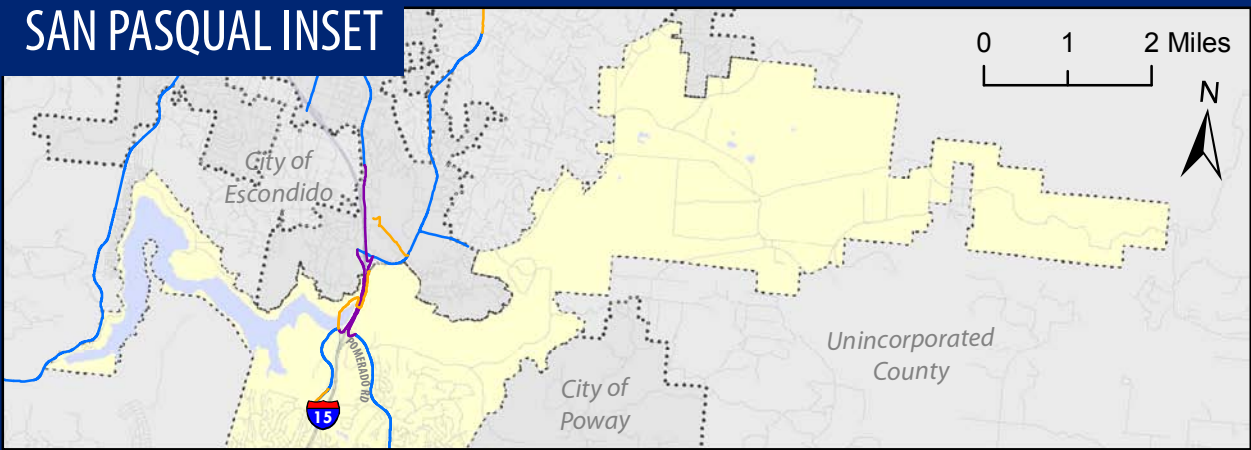 SAN PASQUAL INSET
0 1 2 Miles
N
City of
Escondido
POMERADO RD
15
City of
Poway
Unincorporated
County